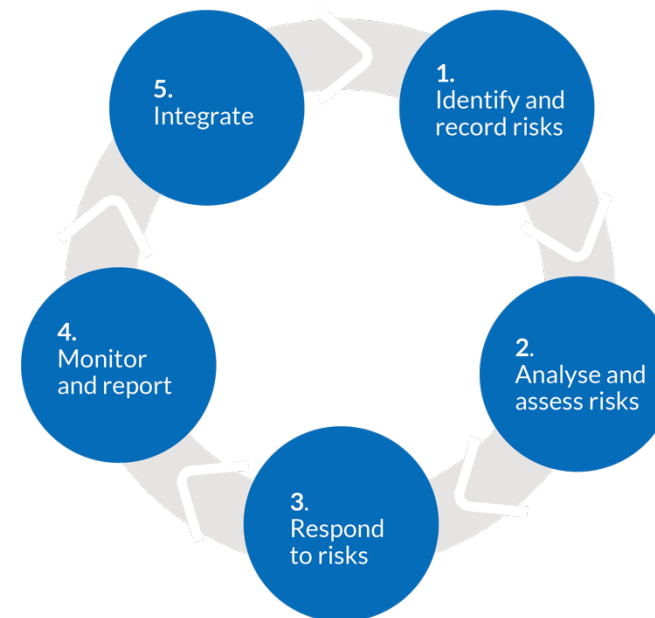 1.
Identify and
record risks
2.
Analyse and
assess risks
3.
Respond
to risks
4.
Monitor
and report
5.
Integrate